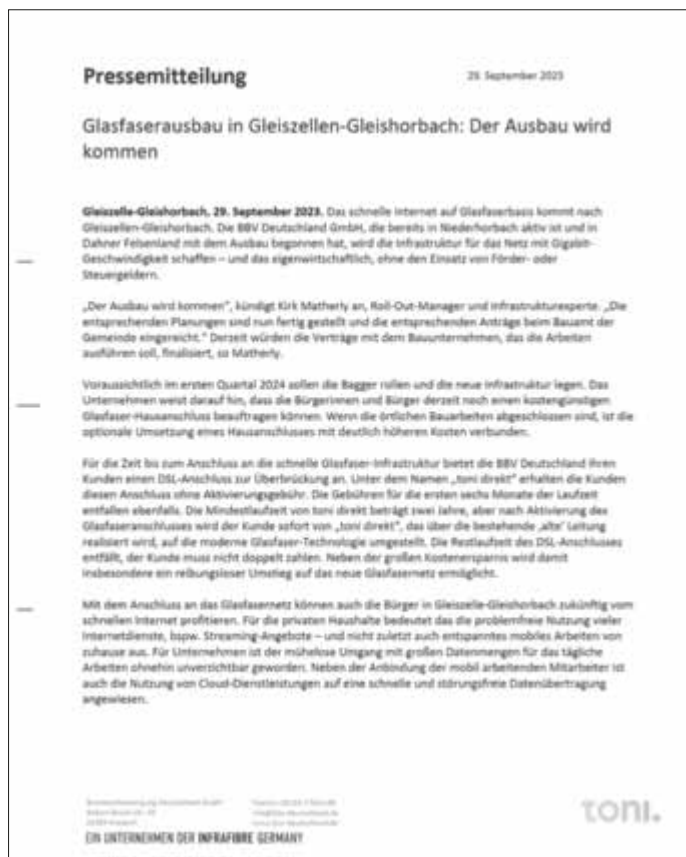 Pressemitteilung
29. September 2023
Glasfaserausbau in Gleiszellen-Gleishorbach: Der Ausbau wird
kommen
Gleiszelle-Gleishorbach, 29. September 2023. Das schnelle Internet auf Glasfaserbasis kommt nach
Gleiszellen-Gleishorbach. Die BBV Deutschland GmbH, die bereits in Niederhorbach aktiv ist und in
Dahner Felsenland mit dem Ausbau begonnen hat, wird die Infrastruktur für das Netz mit Gigabit-
Geschwindigkeit schaffen – und das eigenwirtschaftlich, ohne den Einsatz von Förder- oder
Steuergeldern.
„Der Ausbau wird kommen“, kündigt Kirk Matherly an, Roll-Out-Manager und Infrastrukturexperte. „Die
entsprechenden Planungen sind nun fertig gestellt und die entsprechenden Anträge beim Bauamt der
Gemeinde eingereicht.“ Derzeit würden die Verträge mit dem Bauunternehmen, das die Arbeiten
ausführen soll, finalisiert, so Matherly.
Voraussichtlich im ersten Quartal 2024 sollen die Bagger rollen und die neue Infrastruktur legen. Das
Unternehmen weist darauf hin, dass die Bürgerinnen und Bürger derzeit noch einen kostengünstigen
Glasfaser-Hausanschluss beauftragen können. Wenn die örtlichen Bauarbeiten abgeschlossen sind, ist die
optionale Umsetzung eines Hausanschlusses mit deutlich höheren Kosten verbunden.
Für die Zeit bis zum Anschluss an die schnelle Glasfaser-Infrastruktur bietet die BBV Deutschland ihren
Kunden einen DSL-Anschluss zur Überbrückung an. Unter dem Namen „toni direkt“ erhalten die Kunden
diesen Anschluss ohne Aktivierungsgebühr. Die Gebühren für die ersten sechs Monate der Laufzeit
entfallen ebenfalls. Die Mindestlaufzeit von toni direkt beträgt zwei Jahre, aber nach Aktivierung des
Glasfaseranschlusses wird der Kunde sofort von „toni direkt“, das über die bestehende ‚alte‘ Leitung
realisiert wird, auf die moderne Glasfaser-Technologie umgestellt. Die Restlaufzeit des DSL-Anschlusses
entfällt, der Kunde muss nicht doppelt zahlen. Neben der großen Kostenersparnis wird damit
insbesondere ein reibungsloser Umstieg auf das neue Glasfasernetz ermöglicht.
Mit dem Anschluss an das Glasfasernetz können auch die Bürger in Gleiszelle-Gleishorbach zukünftig vom
schnellen Internet profitieren. Für die privaten Haushalte bedeutet das die problemfreie Nutzung vieler
Internetdienste, bspw. Streaming-Angebote – und nicht zuletzt auch entspanntes mobiles Arbeiten von
zuhause aus. Für Unternehmen ist der mühelose Umgang mit großen Datenmengen für das tägliche
Arbeiten ohnehin unverzichtbar geworden. Neben der Anbindung der mobil arbeitenden Mitarbeiter ist
auch die Nutzung von Cloud-Dienstleistungen auf eine schnelle und störungsfreie Datenübertragung
angewiesen.
toni.
EIN UNTERNEHMEN DER INFRAFIBRE GERMANY